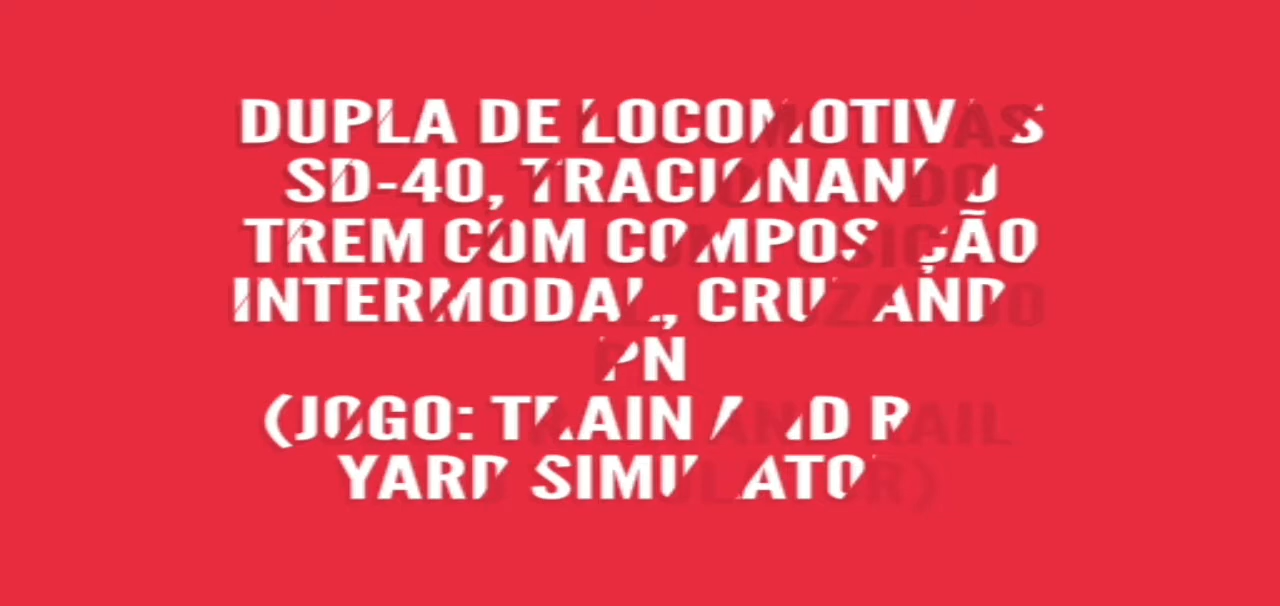 DUPLA DE LOCOMOTIVAS
SD-40, TRACIONANDO
TREM COM COMPOSIÇÃO
INTERMODAL, CRUZANDO
PN
(JOGO: TRAIN AND RAIL
YARD SIMULATOR)